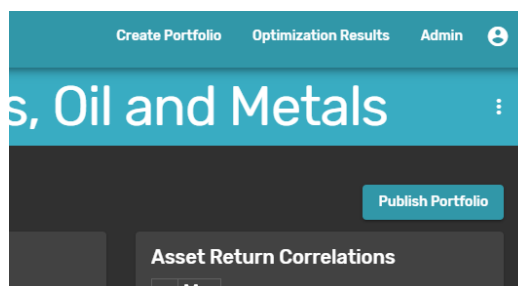 Create Portfolio Optimization Results Admin
s, Oil and Metals
Publish Portfolio
Asset Return Correlations